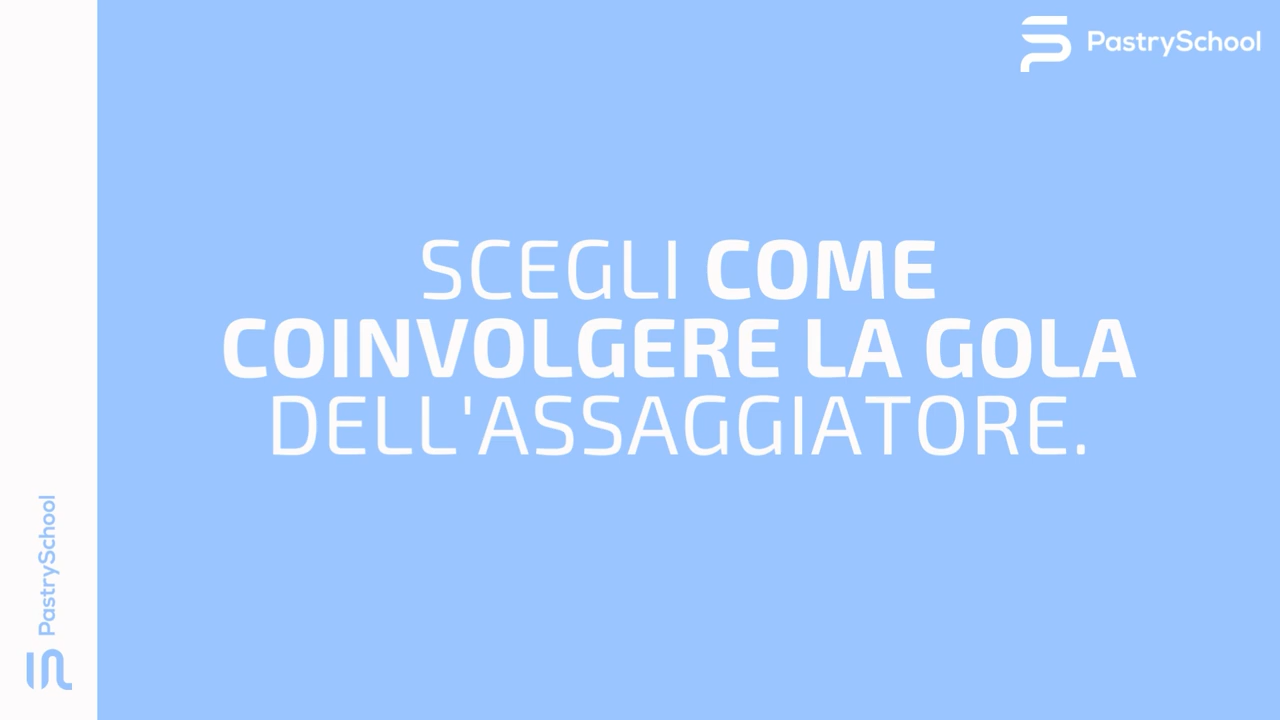 PastrySchool
SCEGLI COME
COINVOLGERE LA GOLA
DELL'ASSAGGIATORE.
PastrySchool